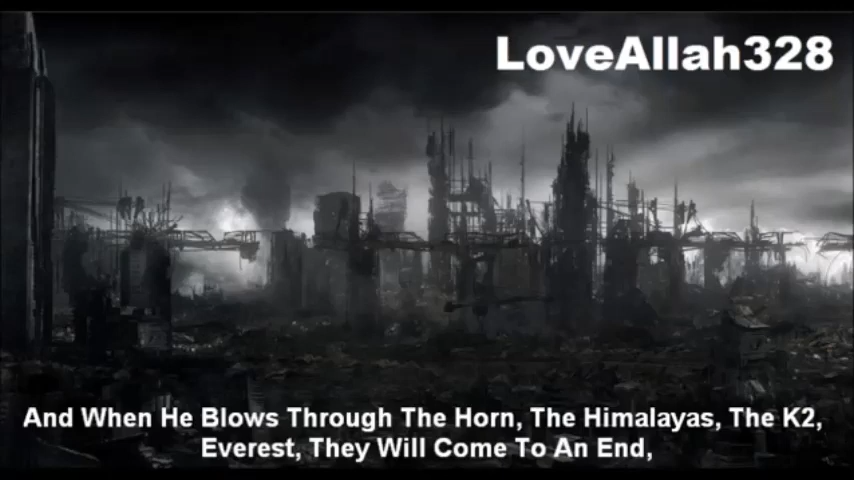 LoveAllah328
And When He Blows Through The Horn, The Himalayas, The K2,
Everest, They Will Come To An End,